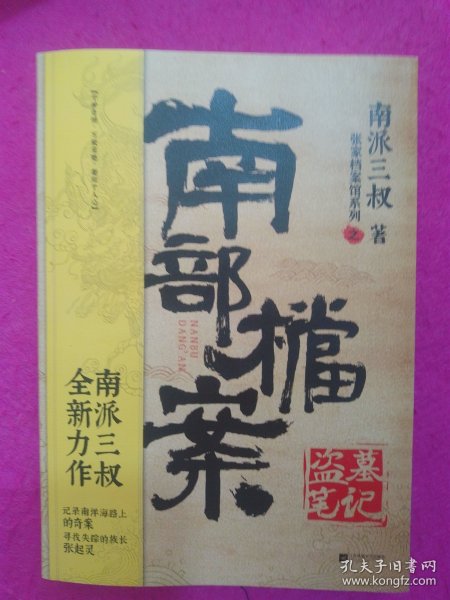 南派三叔 著
张家档案馆系列之
南部檔案
NANBU
DANG'AN
盗墓
笔记
南派三叔
全新力作
记录南洋海路上
的奇案
寻找失踪的族长
张起灵
孔夫子旧书网
www.kongfz.com